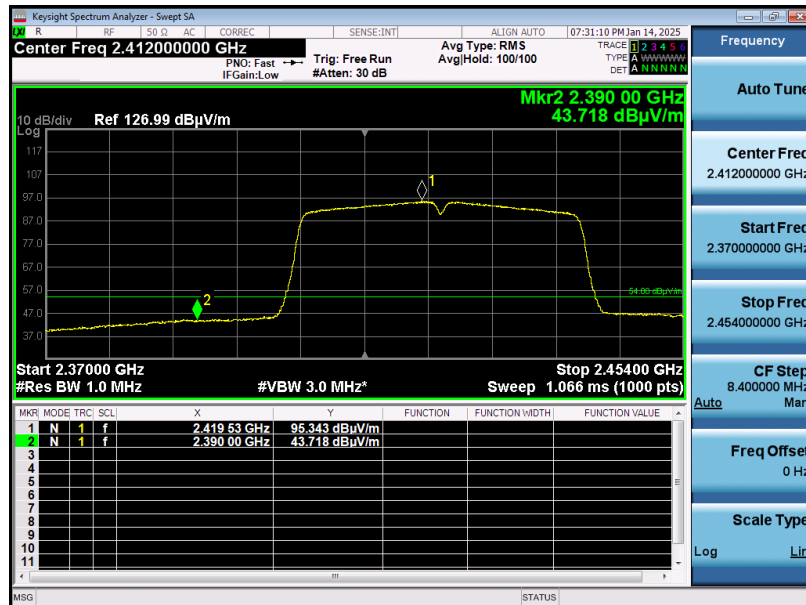 Keysight Spectrum Analyzer - Swept SA
LXI R RF 50 Ω AC CORREC SENSE:INT ALIGN AUTO 07:31:10 PM Jan 14, 2025
Center Freq 2.412000000 GHz
PNO: Fast
IFGain:Low
Trig: Free Run
#Atten: 30 dB
Avg Type: RMS
Avg|Hold: 100/100
TRACE 1 2 3 4 5 6
TYPE A WWWWW
DET A N N N N N
Mkr2 2.390 00 GHz
43.718 dBµV/m
10 dB/div Ref 126.99 dBµV/m
Log
117
107
97.0
87.0
77.0
67.0
57.0
47.0
37.0
1
2
54.00 dBµV/m
Start 2.37000 GHz Stop 2.45400 GHz
#Res BW 1.0 MHz #VBW 3.0 MHz* Sweep 1.066 ms (1000 pts)
MKR MODE TRC SCL X Y FUNCTION FUNCTION WIDTH FUNCTION VALUE
1 N 1 f 2.419 53 GHz 95.343 dBµV/m
2 N 1 f 2.390 00 GHz 43.718 dBµV/m
3
4
5
6
7
8
9
10
11
MSG STATUS
Frequency
Auto Tune
Center Freq
2.412000000 GHz
Start Freq
2.370000000 GHz
Stop Freq
2.454000000 GHz
CF Step
8.400000 MHz
Auto Man
Freq Offset
0 Hz
Scale Type
Log Lin